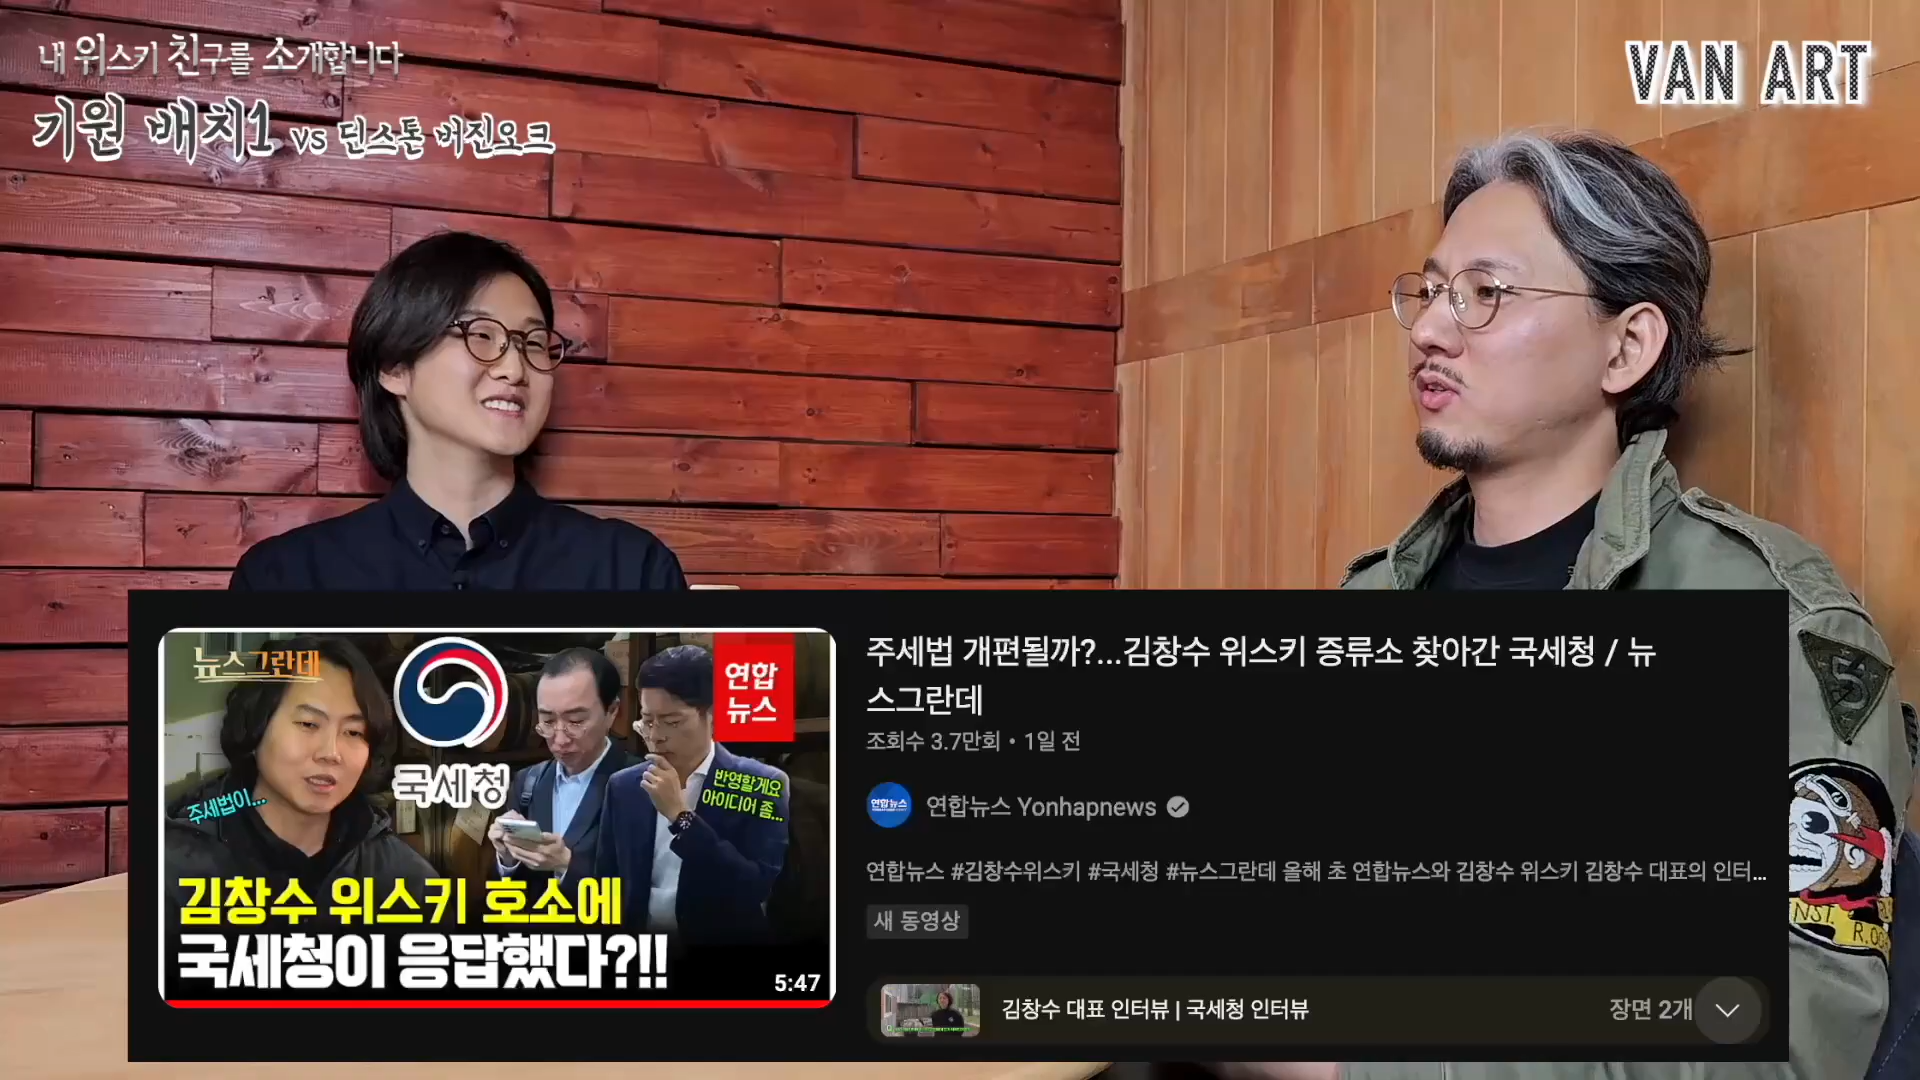 내 위스키 친구를 소개합니다
기원 배치1 vs 딘스톤 버진오크
VAN ART
뉴스그란데
연합
뉴스
국세청
주세법이...
반영할게요
아이디어 좀...
김창수 위스키 호소에
국세청이 응답했다?!!
5:47
주세법 개편될까?...김창수 위스키 증류소 찾아간 국세청 / 뉴
스그란데
조회수 3.7만회 • 1일 전
연합뉴스
연합뉴스 Yonhapnews
연합뉴스 #김창수위스키 #국세청 #뉴스그란데 올해 초 연합뉴스와 김창수 위스키 김창수 대표의 인터...
새 동영상
김창수 대표 인터뷰 | 국세청 인터뷰
장면 2개
5
INST.